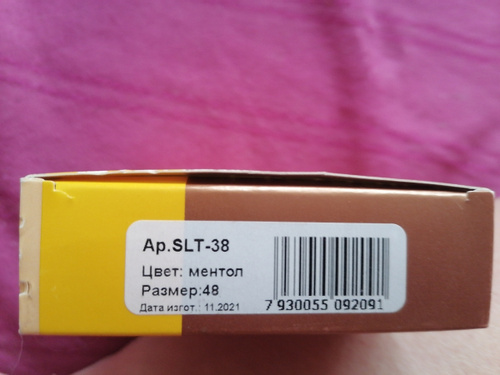 Ар.SLT-38
Цвет: ментол
Размер:48
Дата изгот.: 11.2021
7 930055 092091